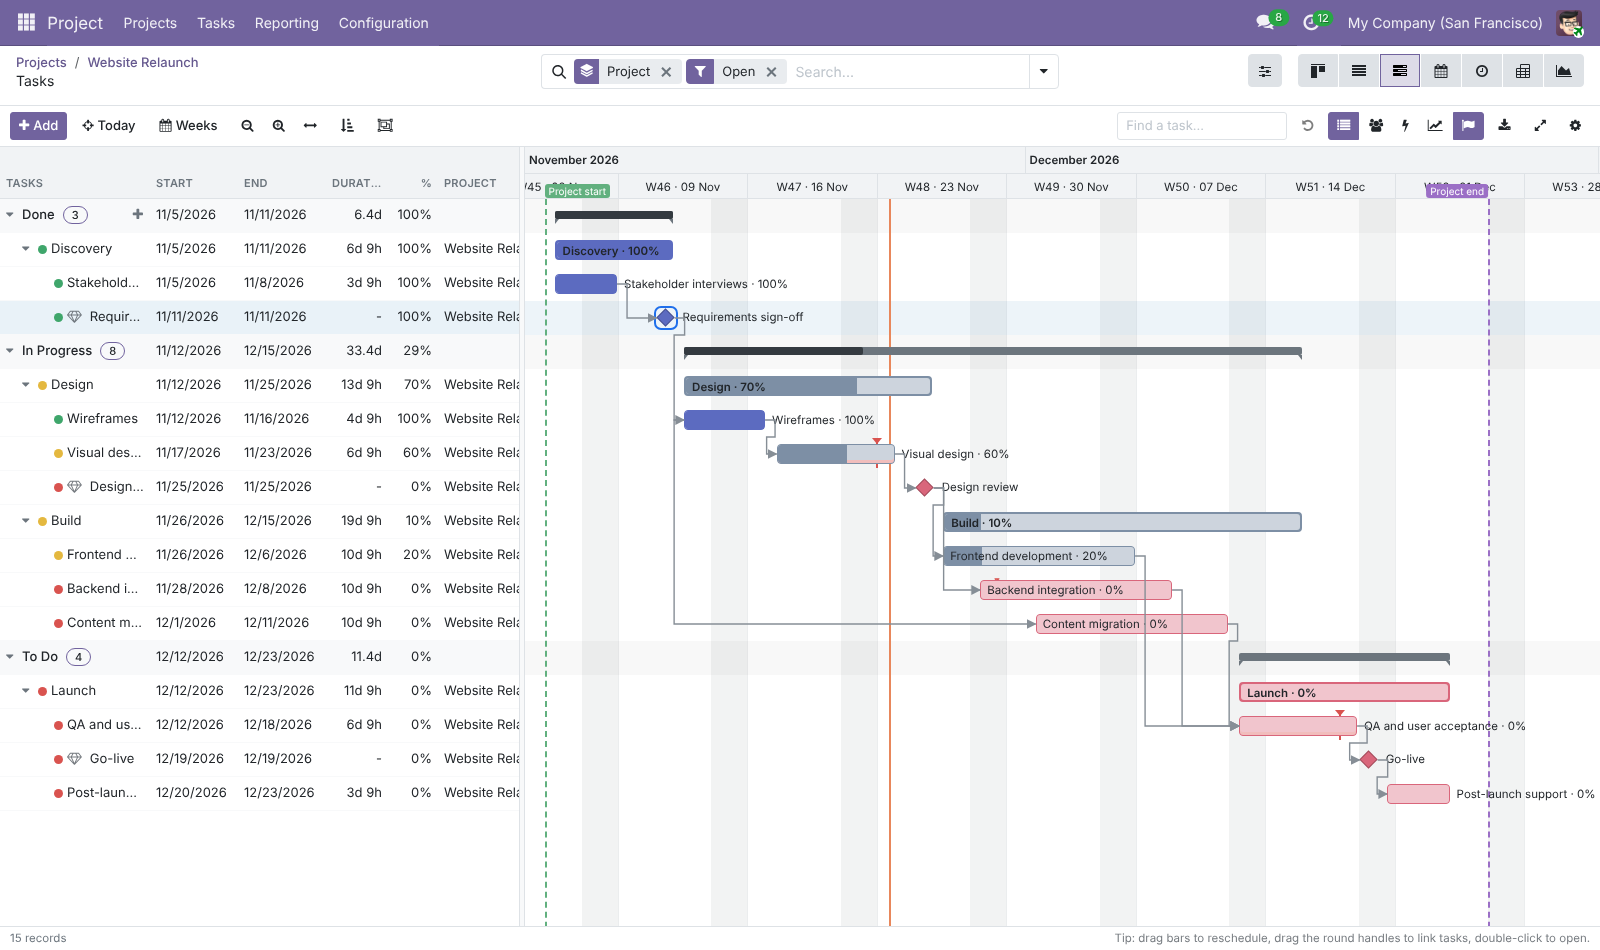 Project Projects Tasks Reporting Configuration 8 12 My Company (San Francisco)
Projects / Website Relaunch
Tasks
Project Open Search...
Add Today Weeks Find a task...
November 2026 December 2026
TASKS START END DURAT... % PROJECT
/45 W46 · 09 Nov W47 · 16 Nov W48 · 23 Nov W49 · 30 Nov W50 · 07 Dec W51 · 14 Dec W53 · 28
Project start Project end
Done 3 11/5/2026 11/11/2026 6.4d 100%
Discovery 11/5/2026 11/11/2026 6d 9h 100% Website Rela
Discovery · 100%
Stakehold... 11/5/2026 11/8/2026 3d 9h 100% Website Rela
Stakeholder interviews · 100%
Requir... 11/11/2026 11/11/2026 - 100% Website Rela
Requirements sign-off
In Progress 8 11/12/2026 12/15/2026 33.4d 29%
Design 11/12/2026 11/25/2026 13d 9h 70% Website Rela
Design · 70%
Wireframes 11/12/2026 11/16/2026 4d 9h 100% Website Rela
Wireframes · 100%
Visual des... 11/17/2026 11/23/2026 6d 9h 60% Website Rela
Visual design · 60%
Design... 11/25/2026 11/25/2026 - 0% Website Rela
Design review
Build 11/26/2026 12/15/2026 19d 9h 10% Website Rela
Build · 10%
Frontend ... 11/26/2026 12/6/2026 10d 9h 20% Website Rela
Frontend development · 20%
Backend i... 11/28/2026 12/8/2026 10d 9h 0% Website Rela
Backend integration · 0%
Content m... 12/1/2026 12/11/2026 10d 9h 0% Website Rela
Content migration · 0%
To Do 4 12/12/2026 12/23/2026 11.4d 0%
Launch 12/12/2026 12/23/2026 11d 9h 0% Website Rela
Launch · 0%
QA and us... 12/12/2026 12/18/2026 6d 9h 0% Website Rela
QA and user acceptance · 0%
Go-live 12/19/2026 12/19/2026 - 0% Website Rela
Go-live
Post-laun... 12/20/2026 12/23/2026 3d 9h 0% Website Rela
Post-launch support · 0%
15 records
Tip: drag bars to reschedule, drag the round handles to link tasks, double-click to open.